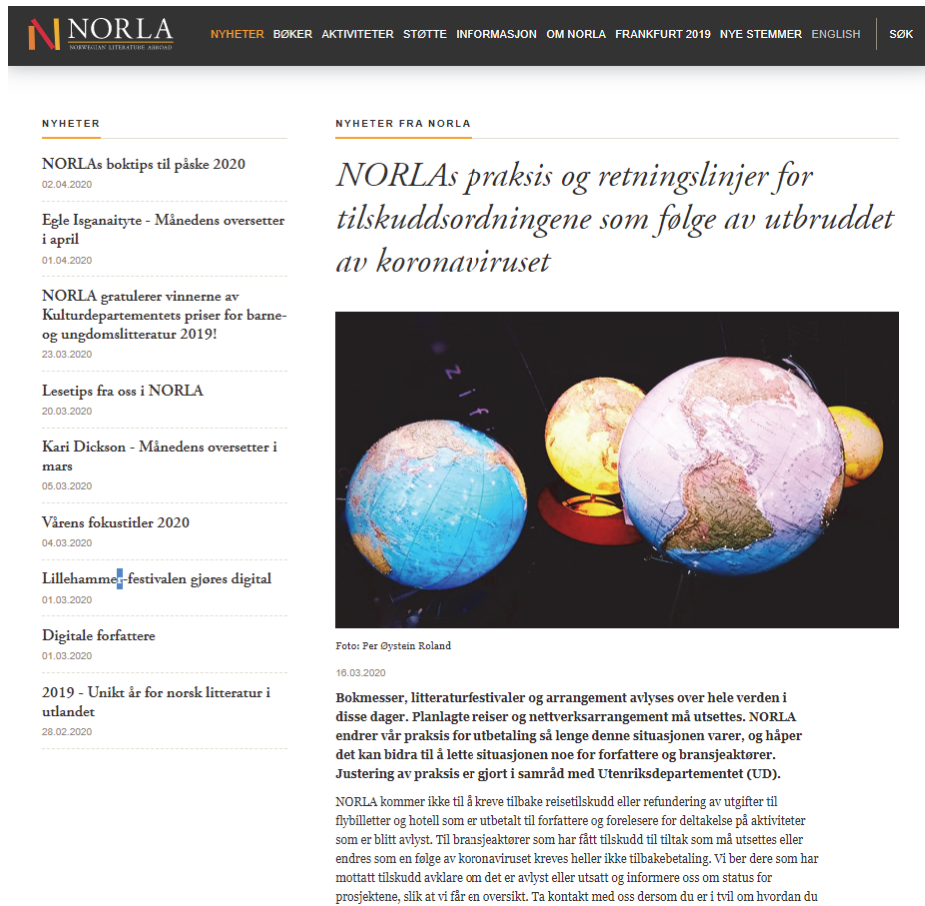 NORLA
NORWEGIAN LITERATURE ABROAD
NYHETER BØKER AKTIVITETER STØTTE INFORMASJON OM NORLA FRANKFURT 2019 NYE STEMMER ENGLISH SØK
NYHETER
NORLAs boktips til påske 2020
02.04.2020
Egle Isganaityte - Månedens oversetter
i april
01.04.2020
NORLA gratulerer vinnerne av
Kulturdepartementets priser for barne-
og ungdomslitteratur 2019!
23.03.2020
Lesetips fra oss i NORLA
20.03.2020
Kari Dickson - Månedens oversetter i
mars
05.03.2020
Vårens fokustitler 2020
04.03.2020
Lillehammer-festivalen gjøres digital
01.03.2020
Digitale forfattere
01.03.2020
2019 - Unikt år for norsk litteratur i
utlandet
28.02.2020
NYHETER FRA NORLA
NORLAs praksis og retningslinjer for
tilskuddsordningene som følge av utbruddet
av koronaviruset
Foto: Per Øystein Roland
16.03.2020
Bokmesser, litteraturfestivaler og arrangement avlyses over hele verden i
disse dager. Planlagte reiser og nettverksarrangement må utsettes. NORLA
endrer vår praksis for utbetaling så lenge denne situasjonen varer, og håper
det kan bidra til å lette situasjonen noe for forfattere og bransjeaktører.
Justering av praksis er gjort i samråd med Utenriksdepartementet (UD).
NORLA kommer ikke til å kreve tilbake reisetilskudd eller refundering av utgifter til
flybilletter og hotell som er utbetalt til forfattere og forelesere for deltakelse på aktiviteter
som er blitt avlyst. Til bransjeaktører som har fått tilskudd til tiltak som må utsettes eller
endres som en følge av koronaviruset kreves heller ikke tilbakebetaling. Vi ber dere som har
mottatt tilskudd avklare om det er avlyst eller utsatt og informere oss om status for
prosjektene, slik at vi får en oversikt. Ta kontakt med oss dersom du er i tvil om hvordan du